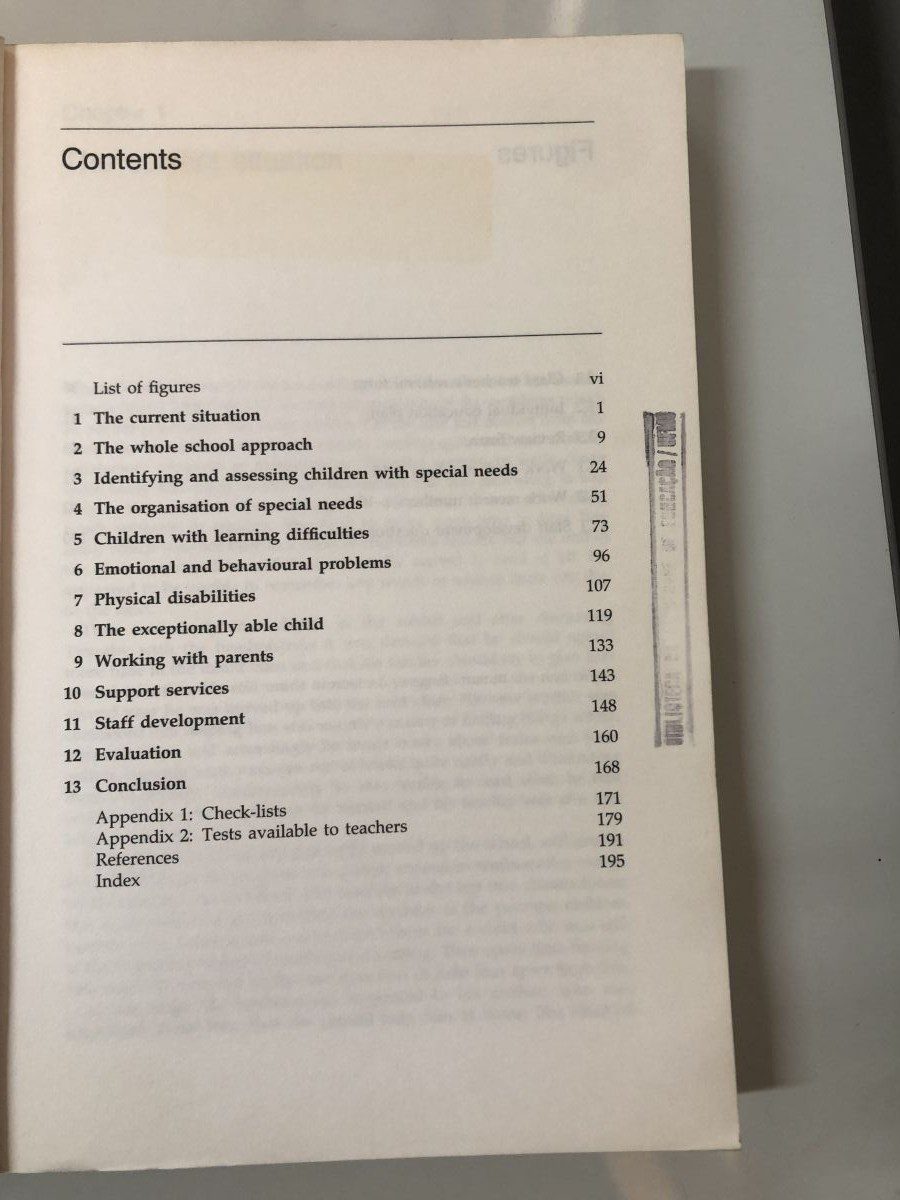 Contents
List of figures vi
1 The current situation 1
2 The whole school approach 9
3 Identifying and assessing children with special needs 24
4 The organisation of special needs 51
5 Children with learning difficulties 73
6 Emotional and behavioural problems 96
7 Physical disabilities 107
8 The exceptionally able child 119
9 Working with parents 133
10 Support services 143
11 Staff development 148
12 Evaluation 160
13 Conclusion 168
Appendix 1: Check-lists 171
Appendix 2: Tests available to teachers 179
References 191
Index 195
BIBLIOTECA